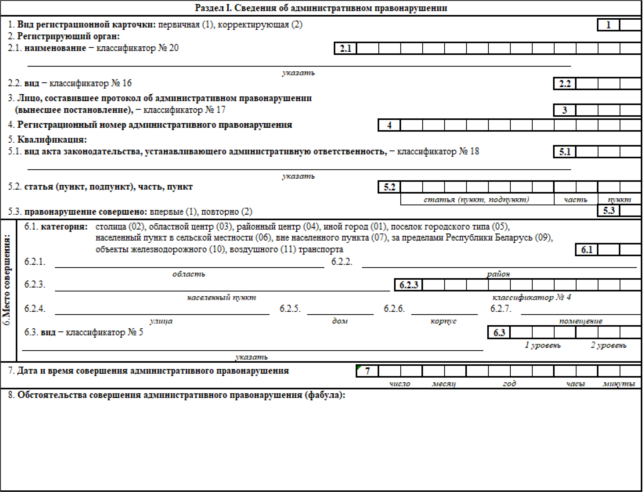 Раздел I. Сведения об административном правонарушении
1. Вид регистрационной карточки: первичная (1), корректирующая (2) 1
2. Регистрирующий орган:
2.1. наименование – классификатор № 20 2.1
указать
2.2. вид – классификатор № 16 2.2
3. Лицо, составившее протокол об административном правонарушении
(вынесшее постановление), – классификатор № 17 3
4. Регистрационный номер административного правонарушения 4
5. Квалификация:
5.1. вид акта законодательства, устанавливающего административную ответственность, – классификатор № 18 5.1
указать
5.2. статья (пункт, подпункт), часть, пункт 5.2
статья (пункт, подпункт) часть пункт
5.3. правонарушение совершено: впервые (1), повторно (2) 5.3
6.Место совершения:
6.1. категория: столица (02), областной центр (03), районный центр (04), иной город (01), поселок городского типа (05),
населенный пункт в сельской местности (06), вне населенного пункта (07), за пределами Республики Беларусь (09),
объекты железнодорожного (10), воздушного (11) транспорта 6.1
6.2.1. 6.2.2.
область район
6.2.3. 6.2.3
населенный пункт классификатор № 4
6.2.4. 6.2.5. 6.2.6. 6.2.7.
улица дом корпус помещение
6.3. вид – классификатор № 5 6.3
1 уровень 2 уровень
указать
7. Дата и время совершения административного правонарушения 7
число месяц год часы минуты
8. Обстоятельства совершения административного правонарушения (фабула):